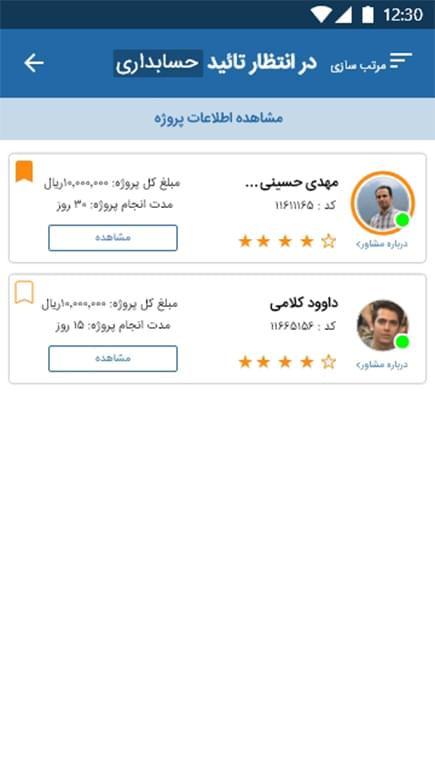 12:30
مرتب سازی
در انتظار تائید حسابداری
مشاهده اطلاعات پروژه
مهدی حسینی...
کد : ۱۱۶۱۱۱۶۵
درباره مشاور>
مبلغ کل پروژه: ۱۰,۰۰۰,۰۰۰ریال
مدت انجام پروژه: ۳۰ روز
مشاهده
داوود کلامی
کد : ۱۱۶۶۵۱۵۶
درباره مشاور>
مبلغ کل پروژه: ۱۰,۰۰۰,۰۰۰ریال
مدت انجام پروژه: ۱۵ روز
مشاهده